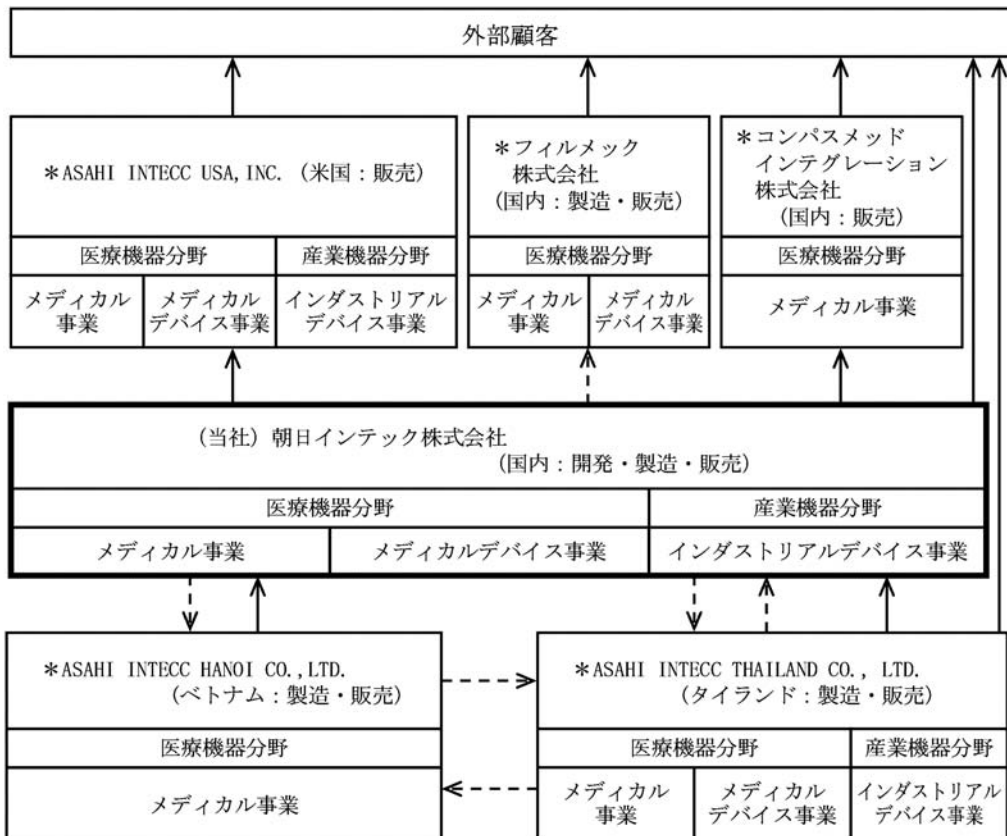 外部顧客
＊ASAHI INTECC USA, INC.（米国：販売）
医療機器分野
産業機器分野
メディカル
事業
メディカル
デバイス事業
インダストリアル
デバイス事業
＊フィルメック
株式会社
（国内：製造・販売）
医療機器分野
メディカル
事業
メディカル
デバイス事業
＊コンパスメッド
インテグレーション
株式会社
（国内：販売）
医療機器分野
メディカル事業
（当社）朝日インテック株式会社
（国内：開発・製造・販売）
医療機器分野
産業機器分野
メディカル事業
メディカルデバイス事業
インダストリアルデバイス事業
＊ASAHI INTECC HANOI CO.,LTD.
（ベトナム：製造・販売）
医療機器分野
メディカル事業
＊ASAHI INTECC THAILAND CO., LTD.
（タイランド：製造・販売）
医療機器分野
産業機器分野
メディカル
事業
メディカル
デバイス事業
インダストリアル
デバイス事業